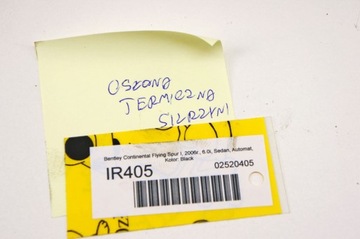 OSŁONA
TERMICZNA
SKRZYNI
Bentley Continental Flying Spur I, 2006r., 6.0i, Sedan, Automat,
Kolor: Black
IR405
02520405